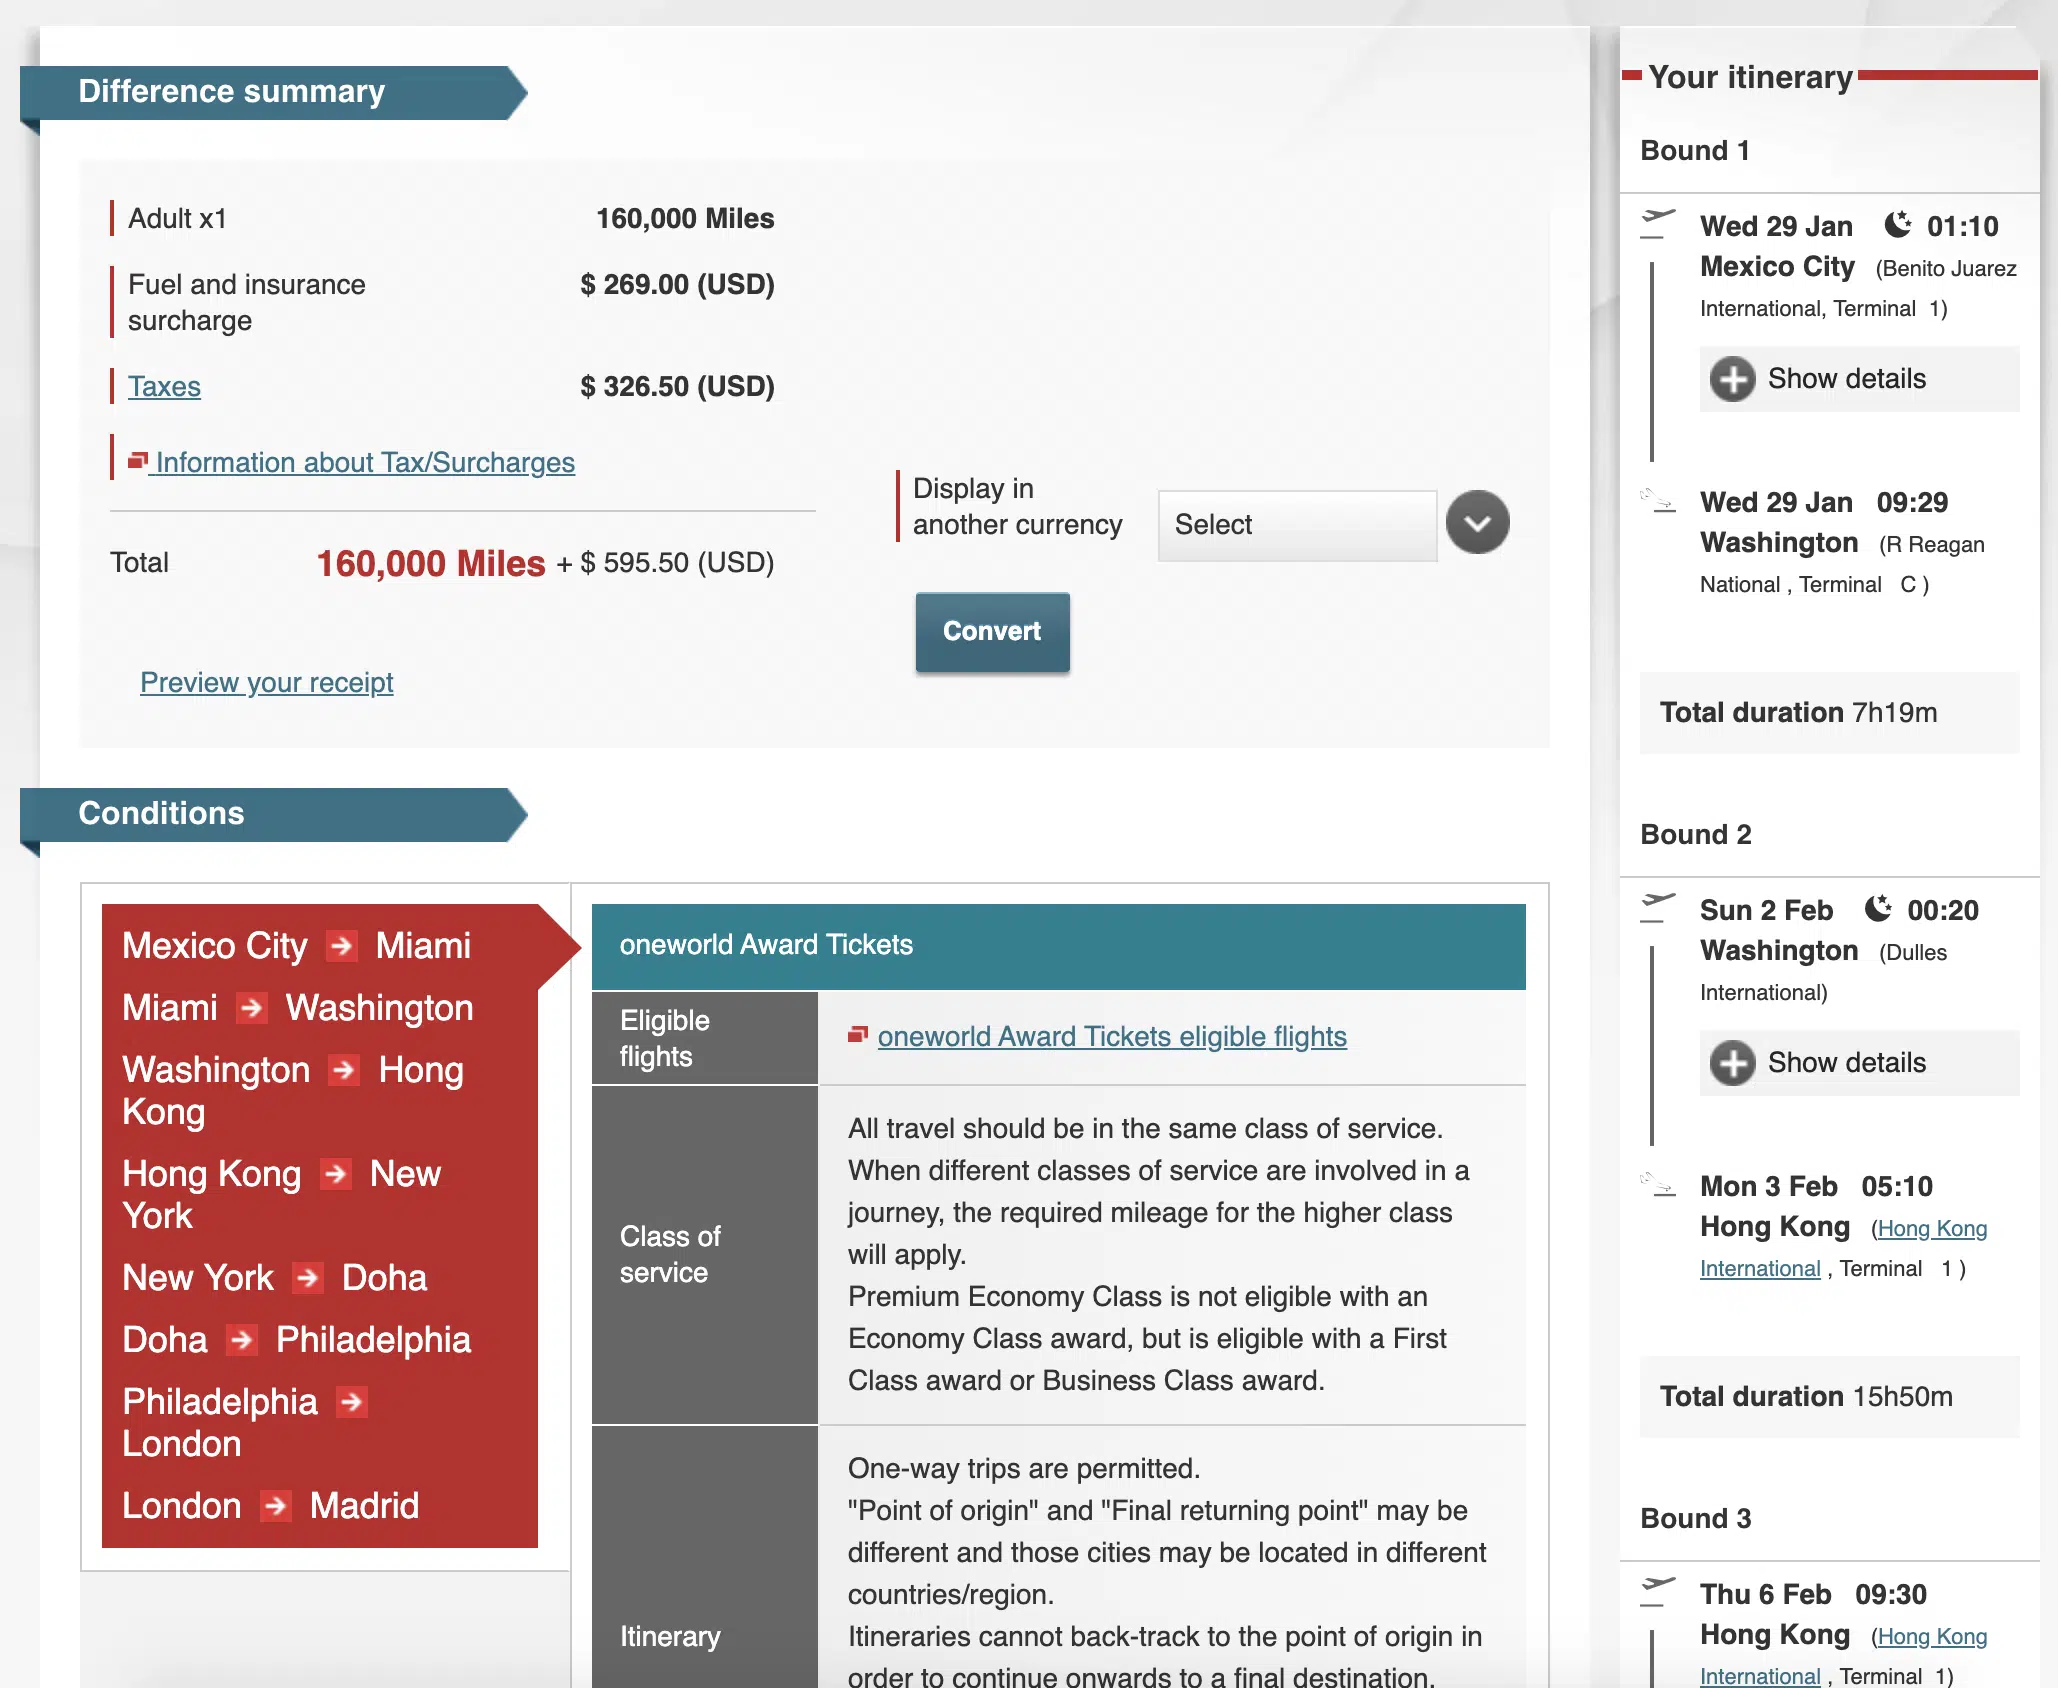 Difference summary
Adult x1 160,000 Miles
Fuel and insurance $ 269.00 (USD)
surcharge
Taxes $ 326.50 (USD)
Information about Tax/Surcharges
Total 160,000 Miles + $ 595.50 (USD)
Preview your receipt
Display in
another currency
Select
Convert
Conditions
Mexico City → Miami
Miami → Washington
Washington → Hong
Kong
Hong Kong → New
York
New York → Doha
Doha → Philadelphia
Philadelphia →
London
London → Madrid
oneworld Award Tickets
Eligible
flights
oneworld Award Tickets eligible flights
Class of
service
All travel should be in the same class of service.
When different classes of service are involved in a
journey, the required mileage for the higher class
will apply.
Premium Economy Class is not eligible with an
Economy Class award, but is eligible with a First
Class award or Business Class award.
Itinerary
One-way trips are permitted.
"Point of origin" and "Final returning point" may be
different and those cities may be located in different
countries/region.
Itineraries cannot back-track to the point of origin in
order to continue onwards to a final destination.
Your itinerary
Bound 1
Wed 29 Jan 01:10
Mexico City (Benito Juarez
International, Terminal 1)
Show details
Wed 29 Jan 09:29
Washington (R Reagan
National , Terminal C )
Total duration 7h19m
Bound 2
Sun 2 Feb 00:20
Washington (Dulles
International)
Show details
Mon 3 Feb 05:10
Hong Kong (Hong Kong
International , Terminal 1 )
Total duration 15h50m
Bound 3
Thu 6 Feb 09:30
Hong Kong (Hong Kong
International , Terminal 1)